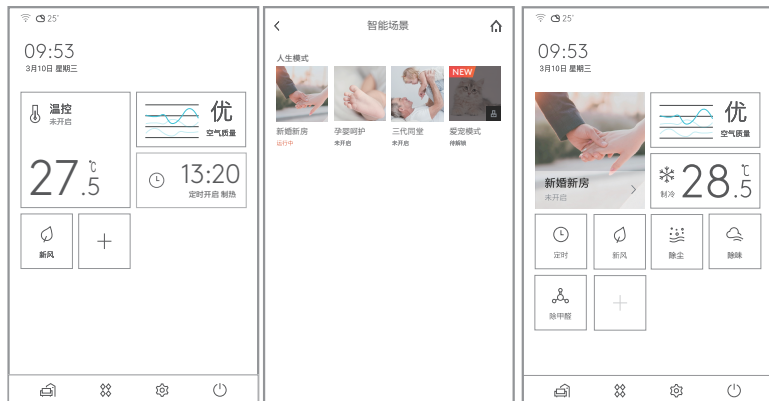 25°
09:53
3月10日 星期三
温控
未开启
27.5℃
优
空气质量
13:20
定时开启 制热
新风
智能场景
人生模式
NEW
新婚新房
运行中
孕婴呵护
未开启
三代同堂
未开启
爱宠模式
待解锁
25°
09:53
3月10日 星期三
新婚新房
未开启
优
空气质量
制冷
28.5℃
定时
新风
除尘
除味
除甲醛